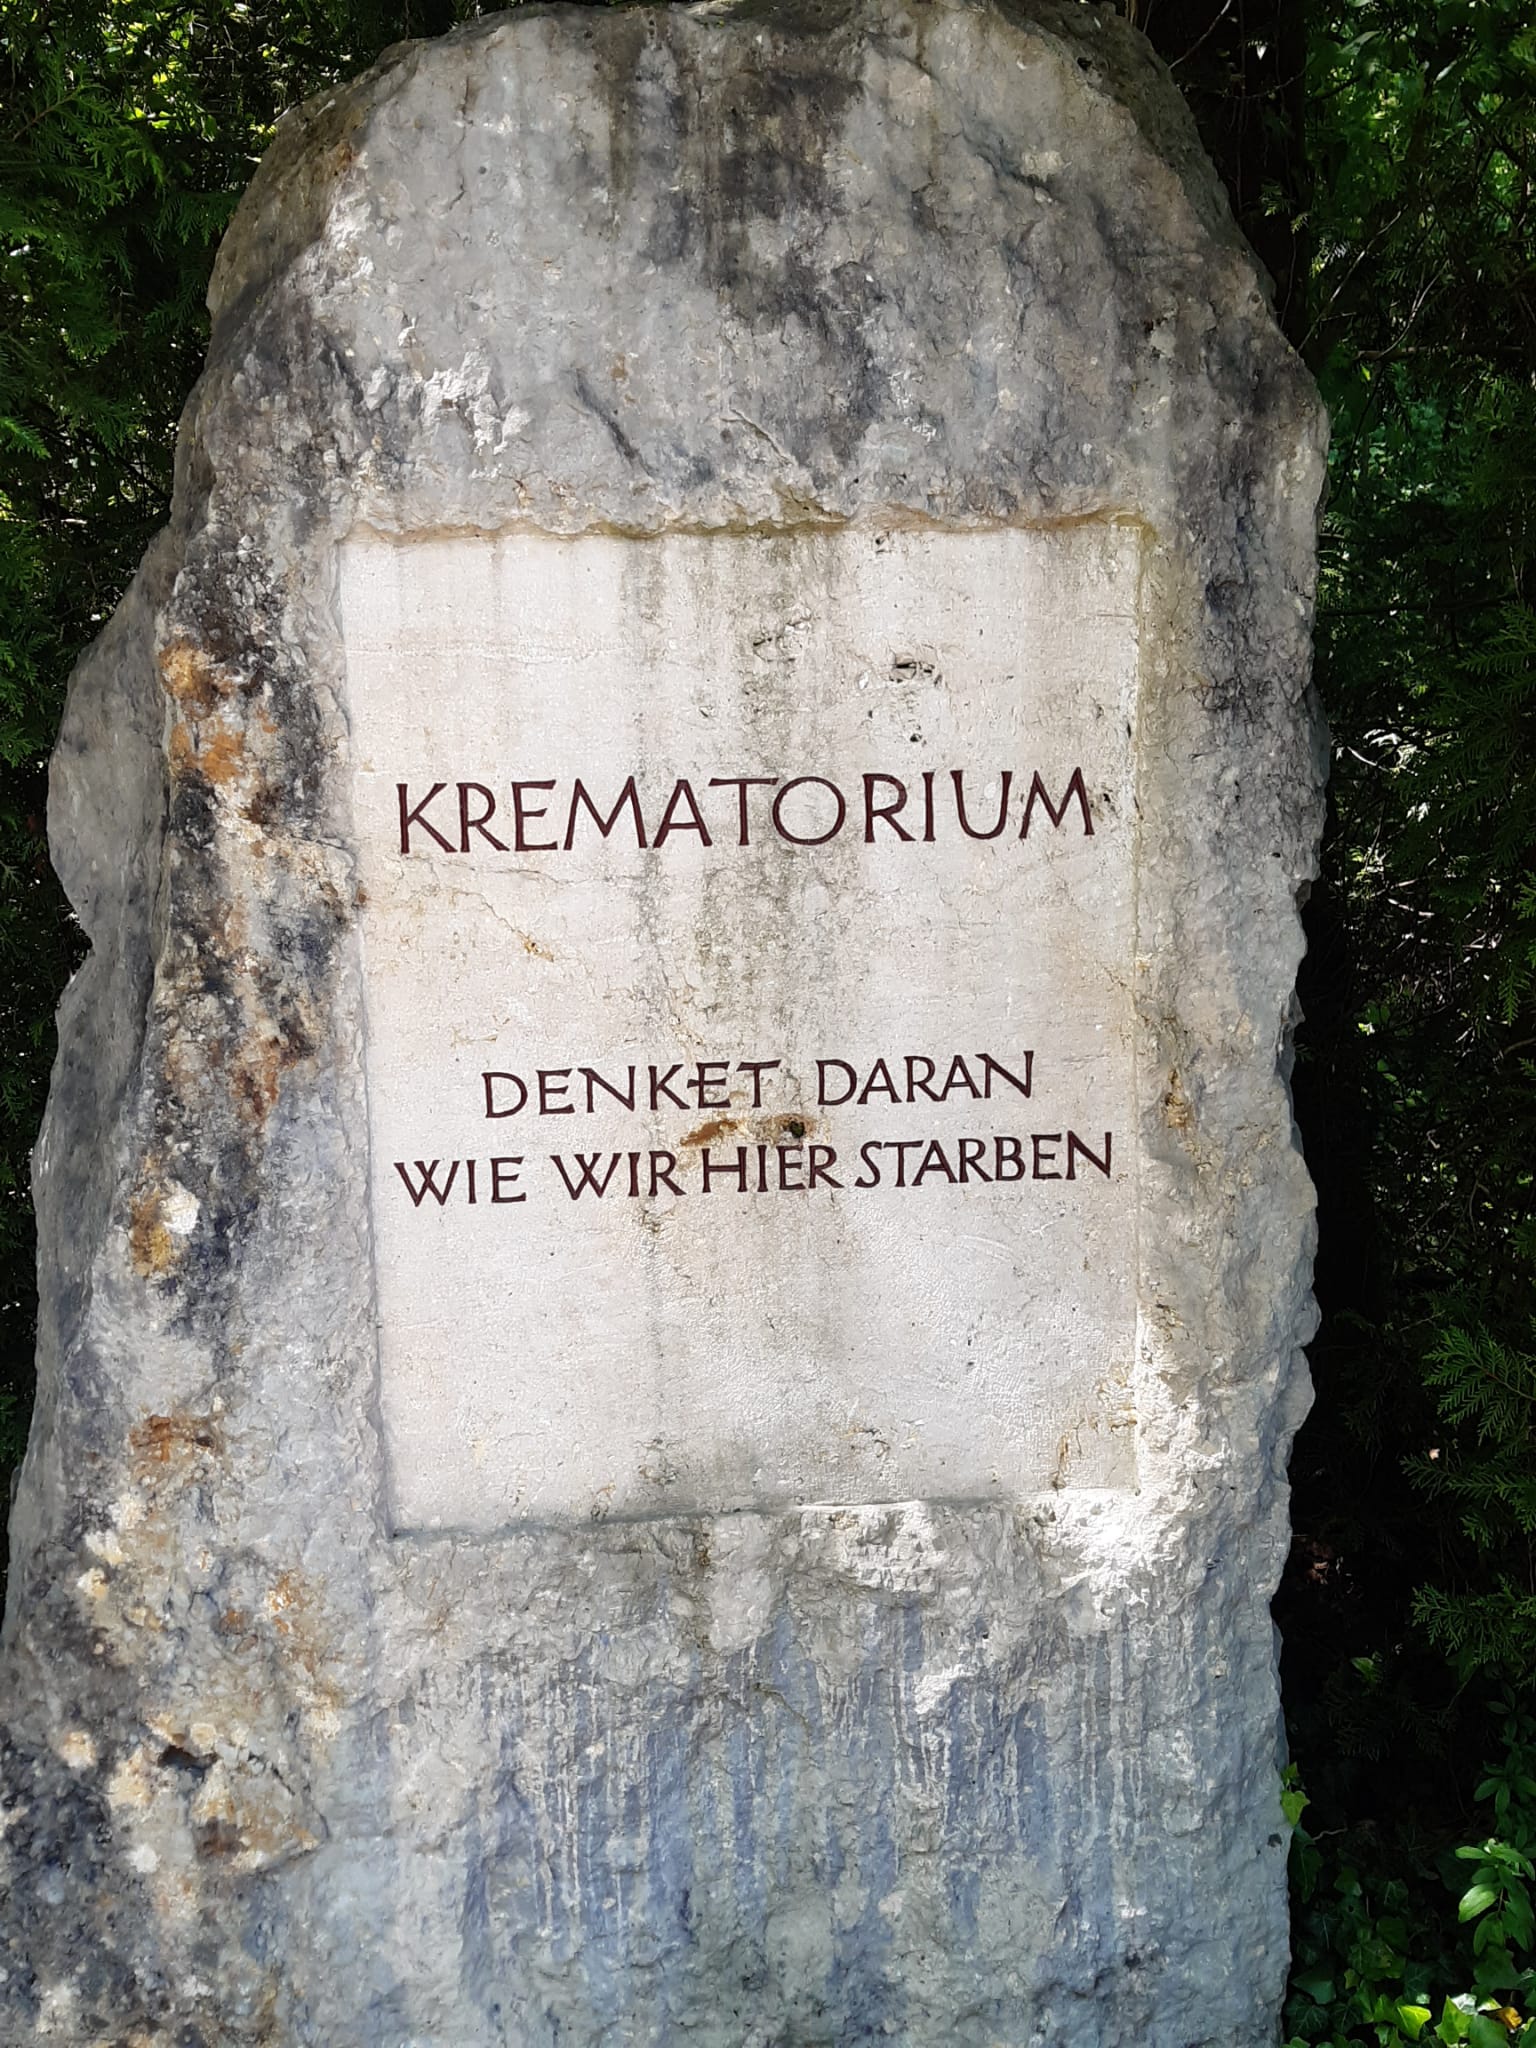 KREMATORIUM
DENKET DARAN
WIE WIR HIER STARBEN